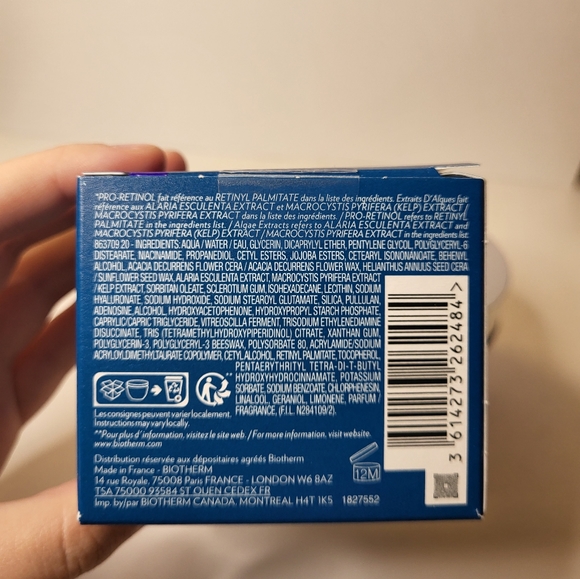 *PRO-RETINOL fait référence au RETINYL PALMITATE dans la liste des ingrédients. Extraits D'Algues fait
référence aux ALARIA ESCULENTA EXTRACT et MACROCYSTIS PYRIFERA (KELP) EXTRACT /
MACROCYSTIS PYRIFERA EXTRACT dans la liste des ingrédients. / PRO-RETINOL refers to RETINYL
PALMITATE in the ingredients list. / Algae Extracts refers to ALARIA ESCULENTA EXTRACT and
MACROCYSTIS PYRIFERA (KELP) EXTRACT / MACROCYSTIS PYRIFERA EXTRACT in the ingredients list.
863709 20 - INGREDIENTS: AQUA / WATER / EAU, GLYCERIN, DICAPRYLYL ETHER, PENTYLENE GLYCOL, POLYGLYCERYL-6
DISTEARATE, NIACINAMIDE, PROPANEDIOL, CETYL ESTERS, JOJOBA ESTERS, CETEARYL ISONONANOATE, BEHENYL
ALCOHOL, ACACIA DECURRENS FLOWER CERA / ACACIA DECURRENS FLOWER WAX, HELIANTHUS ANNUUS SEED CERA
/ SUNFLOWER SEED WAX, ALARIA ESCULENTA EXTRACT, MACROCYSTIS PYRIFERA EXTRACT
/ KELP EXTRACT, SORBITAN OLEATE, SCLEROTIUM GUM, ISOHEXADECANE, LECITHIN, SODIUM
HYALURONATE, SODIUM HYDROXIDE, SODIUM STEAROYL GLUTAMATE, SILICA, PULLULAN,
ADENOSINE, ALCOHOL, HYDROXYACETOPHENONE, HYDROXYPROPYL STARCH PHOSPHATE,
CAPRYLIC/CAPRIC TRIGLYCERIDE, VITREOSCILLA FERMENT, TRISODIUM ETHYLENEDIAMINE
DISUCCINATE, TRIS (TETRAMETHYLHYDROXYPIPERIDINOL) CITRATE, XANTHAN GUM,
POLYGLYCERIN-3, POLYGLYCERYL-3 BEESWAX, POLYSORBATE 80, ACRYLAMIDE/SODIUM
ACRYLOYLDIMETHYLTAURATE COPOLYMER, CETYL ALCOHOL, RETINYL PALMITATE, TOCOPHEROL,
PENTAERYTHRITYL TETRA-DI-T-BUTYL
HYDROXYHYDROCINNAMATE, POTASSIUM
SORBATE, SODIUM BENZOATE, CHLORPHENESIN,
LINALOOL, GERANIOL, LIMONENE, PARFUM /
FRAGRANCE, (F.I.L. N284109/2).
Les consignes peuvent varier localement.
Instructions may vary locally.
**Pour plus d'information, visitez le site web. / For more information, visit website.
www.biotherm.com
Distribution réservée aux dépositaires agréés Biotherm
Made in France - BIOTHERM
14 rue Royale, 75008 Paris FRANCE - LONDON W6 8AZ
TSA 75000 93584 ST OUEN CEDEX FR
Imp. by/par BIOTHERM CANADA, MONTREAL H4T 1K5 1827552
12M
3 614273 262484 >